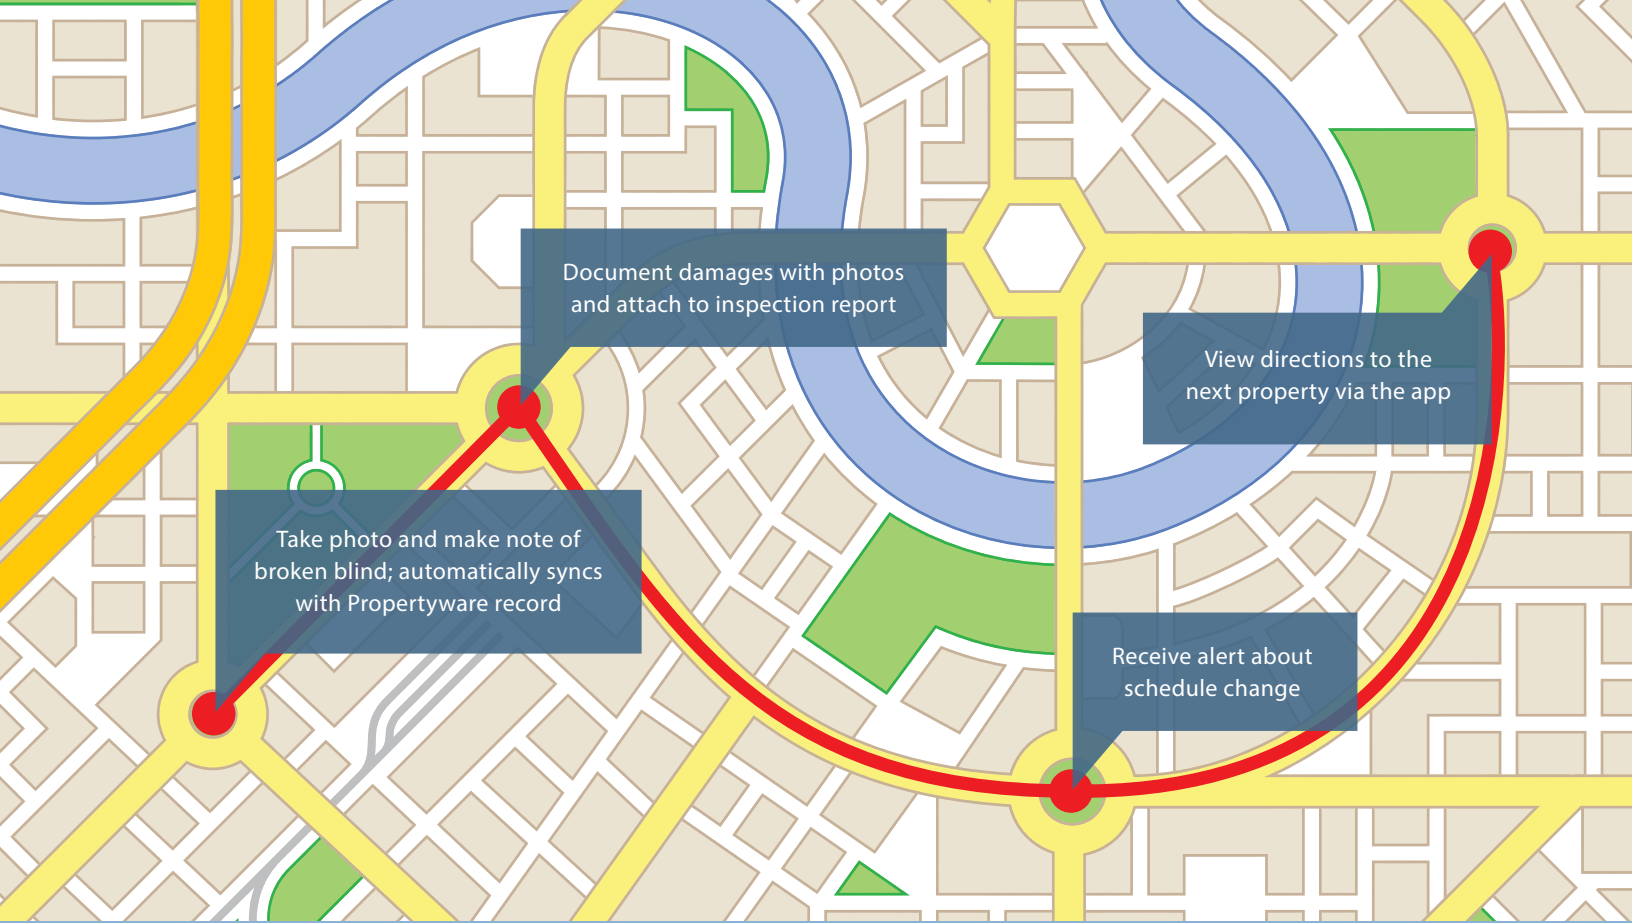 Document damages with photos
and attach to inspection report
View directions to the
next property via the app
Take photo and make note of
broken blind; automatically syncs
with Propertyware record
Receive alert about
schedule change